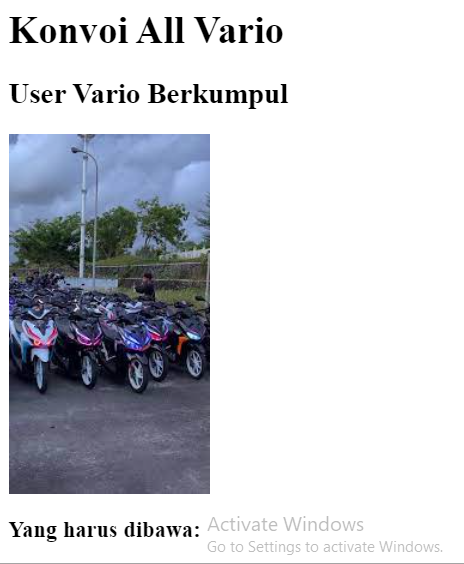 Konvoi All Vario
User Vario Berkumpul
Yang harus dibawa:
Activate Windows
Go to Settings to activate Windows.